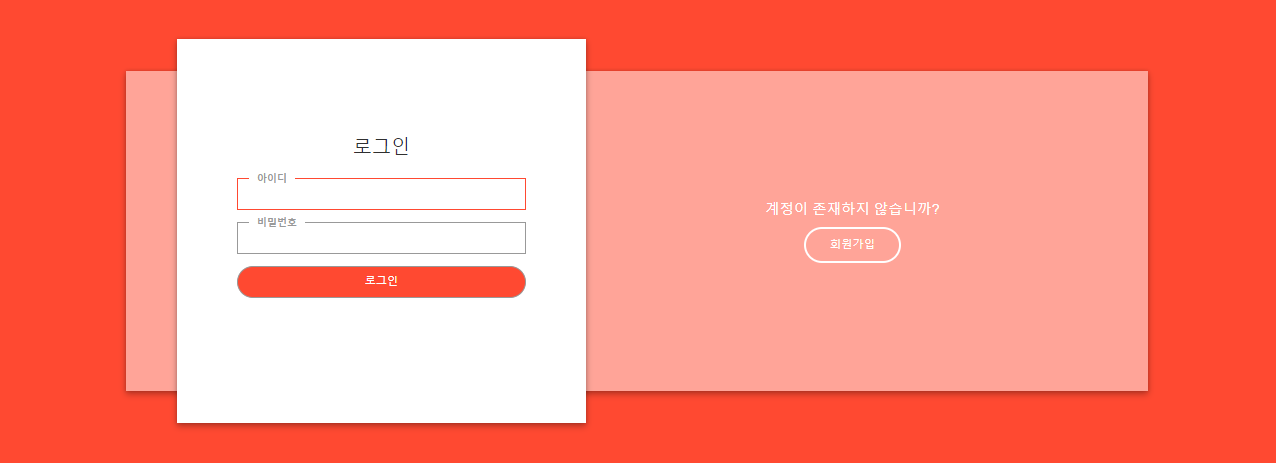 로그인
아이디
비밀번호
로그인
계정이 존재하지 않습니까?
회원가입